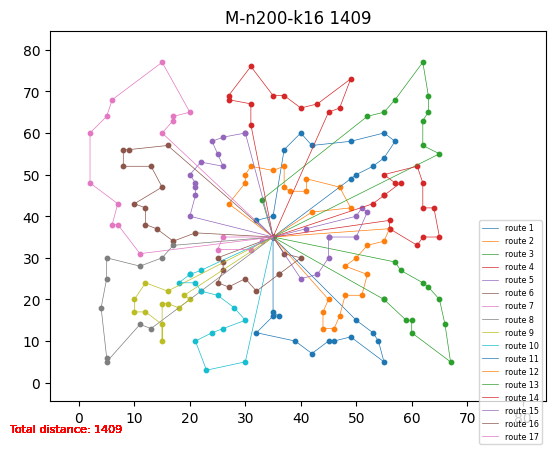 M-n200-k16 1409
80
70
60
50
40
30
20
10
0
route 1
route 2
route 3
route 4
route 5
route 6
route 7
route 8
route 9
route 10
route 11
route 12
route 13
route 14
route 15
route 16
route 17
0 10 20 30 40 50 60 70 80
Total distance: 1409